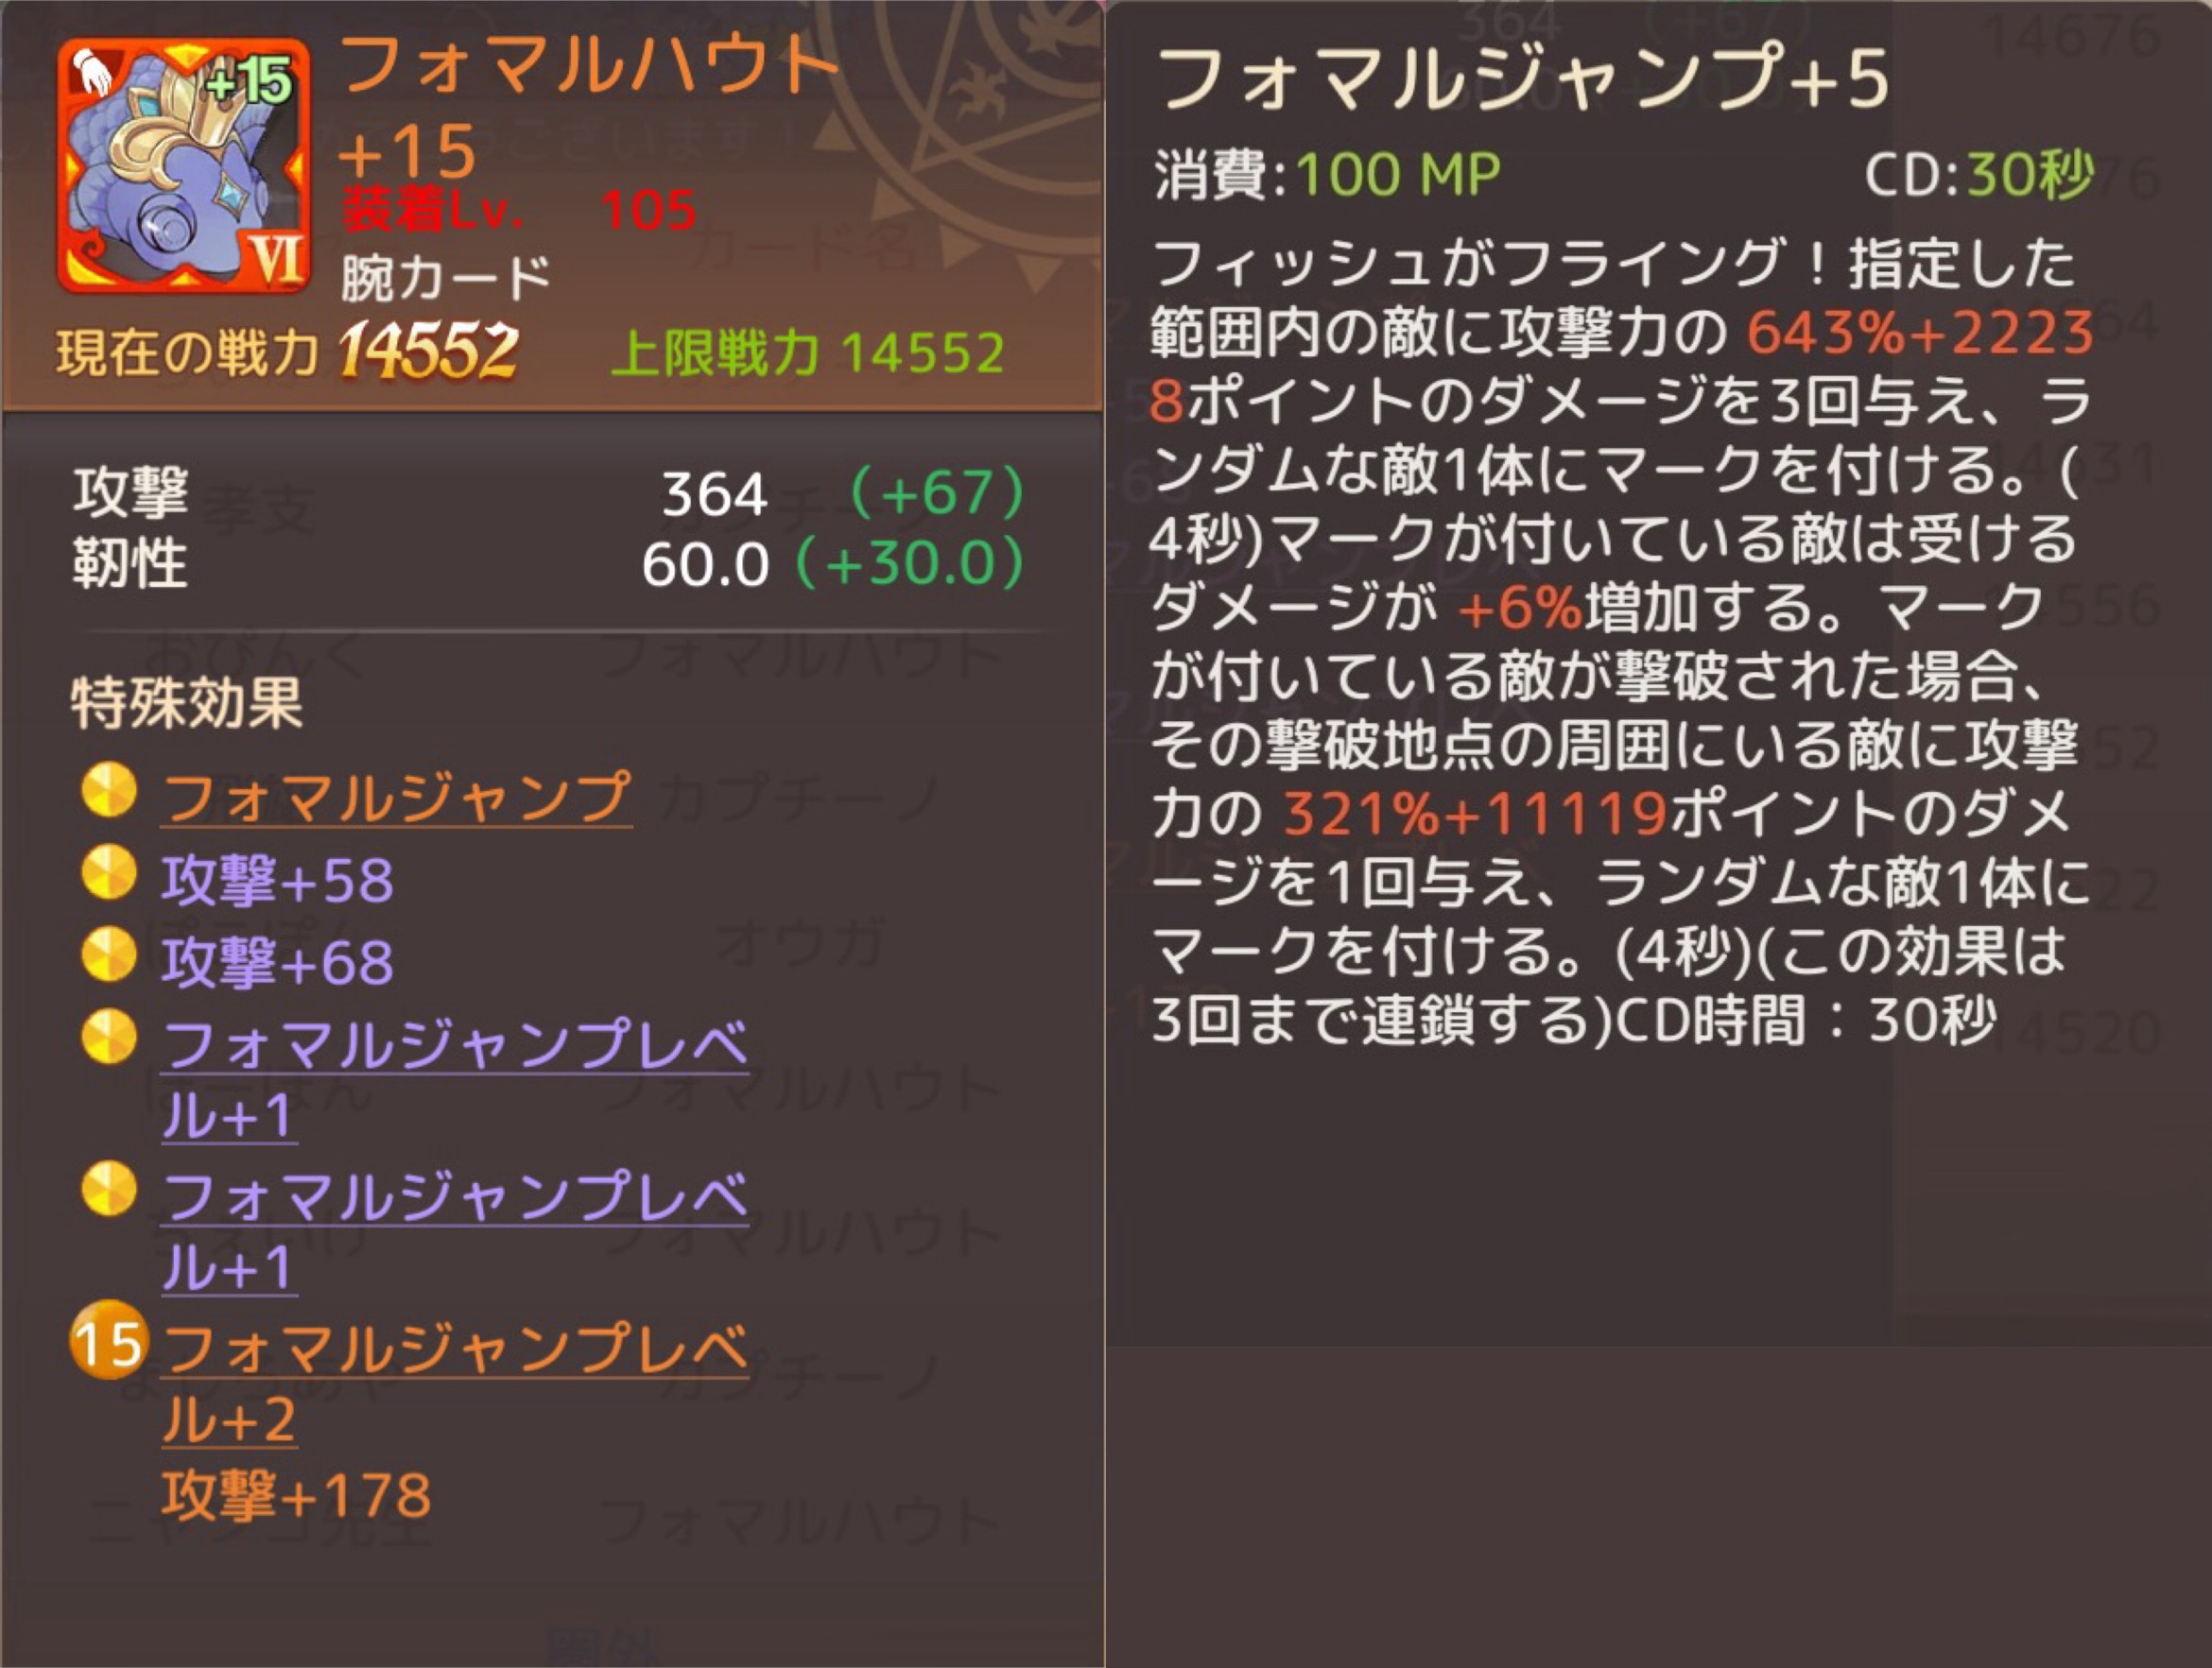 +15
VI
フォマルハウト
+15
装着Lv. 105
腕カード
現在の戦力 14552 上限戦力 14552
攻撃 364 (+67)
靭性 60.0 (+30.0)
特殊効果
フォマルジャンプ
攻撃+58
攻撃+68
フォマルジャンプレベ
ル+1
フォマルジャンプレベ
ル+1
15 フォマルジャンプレベ
ル+2
攻撃+178
フォマルジャンプ+5
消費:100 MP CD:30秒
フィッシュがフライング！指定した
範囲内の敵に攻撃力の 643%+2223
8ポイントのダメージを3回与え、ラ
ンダムな敵1体にマークを付ける。(
4秒)マークが付いている敵は受ける
ダメージが +6%増加する。マーク
が付いている敵が撃破された場合、
その撃破地点の周囲にいる敵に攻撃
力の 321%+11119ポイントのダメ
ージを1回与え、ランダムな敵1体に
マークを付ける。(4秒)(この効果は
3回まで連鎖する)CD時間：30秒